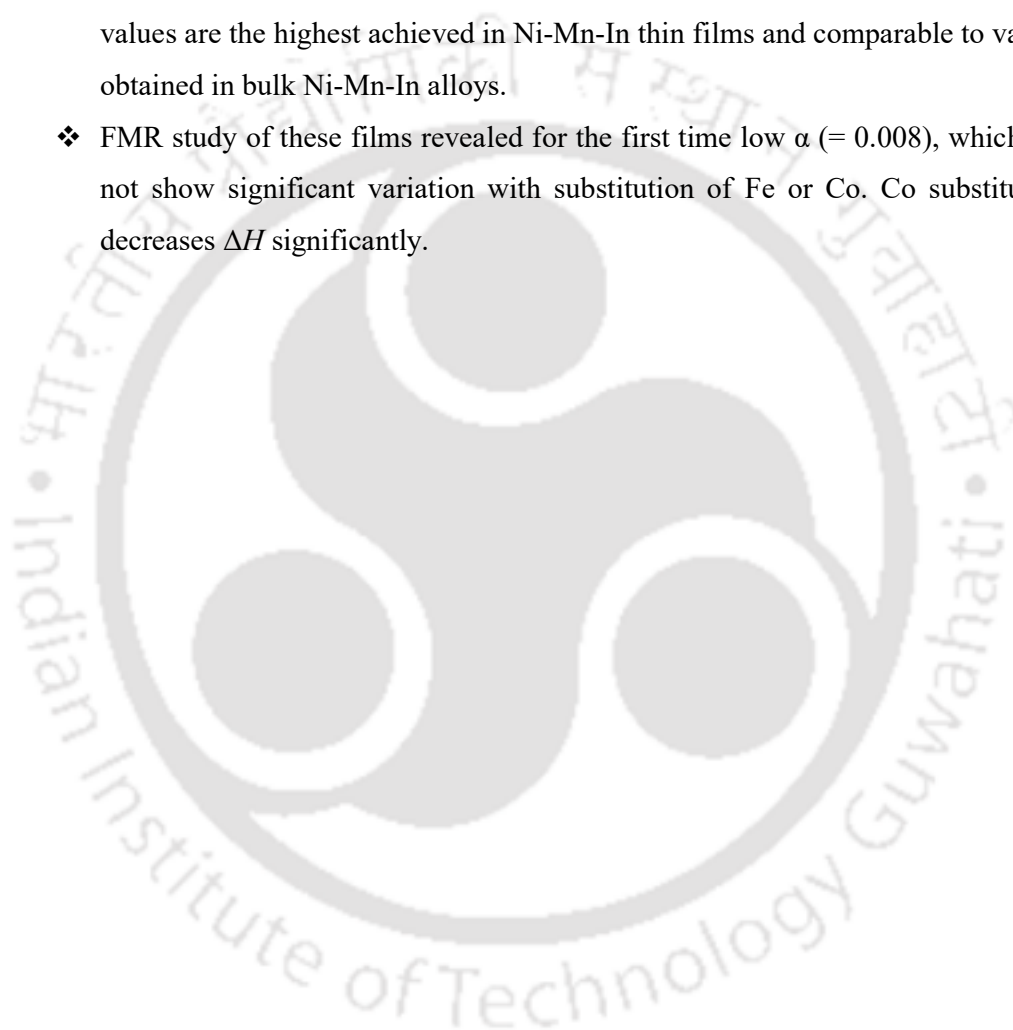 values are the highest achieved in Ni-Mn-In thin films and comparable to
obtained in bulk Ni-Mn-In alloys.
❖ FMR study of these films revealed for the first time low α (= 0.008), which
not show significant variation with substitution of Fe or Co. Co
decreases ΔH significantly.
Indian Institute of Technology Guwahati